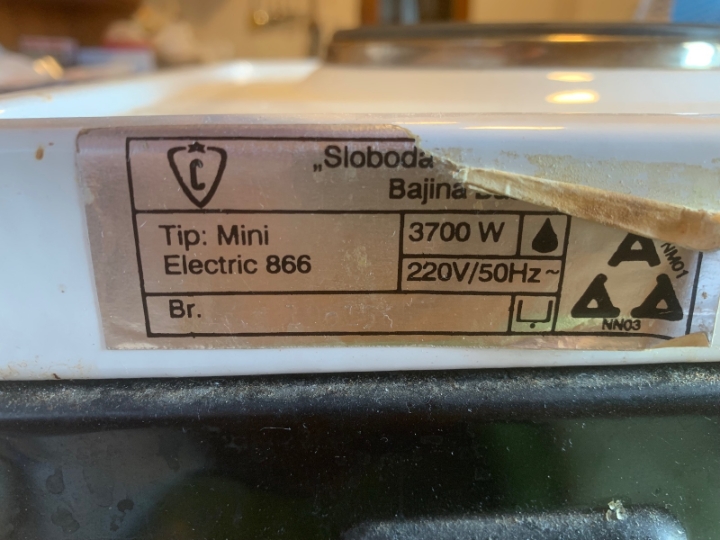 C
„Sloboda
Bajina
Tip: Mini
Electric 866
3700 W
220V/50Hz~
Br.
A
NM01
NN03